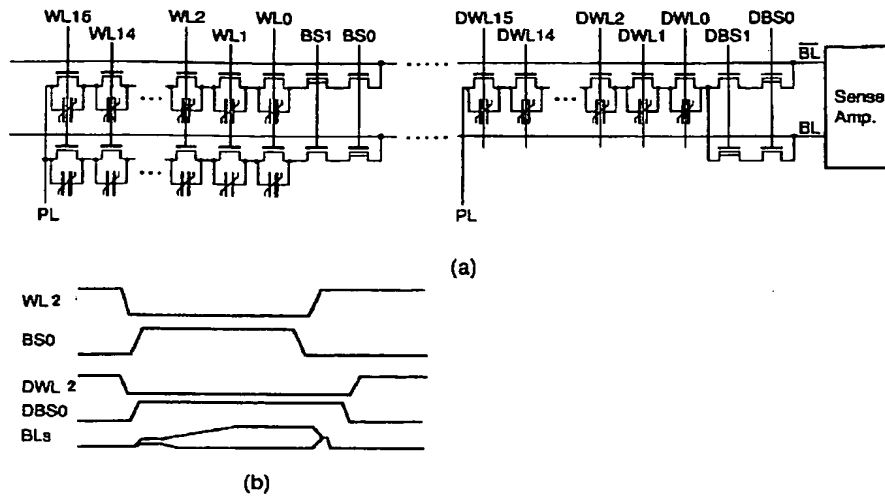 WL15 WL14 WL2 WL1 WL0 BS1 BS0 DWL15 DWL14 DWL2 DWL1 DWL0 DBS1 DBS0
BL
Sense
Amp.
BL
PL PL
(a)
WL 2
BS0
DWL 2
DBS0
BLs
(b)